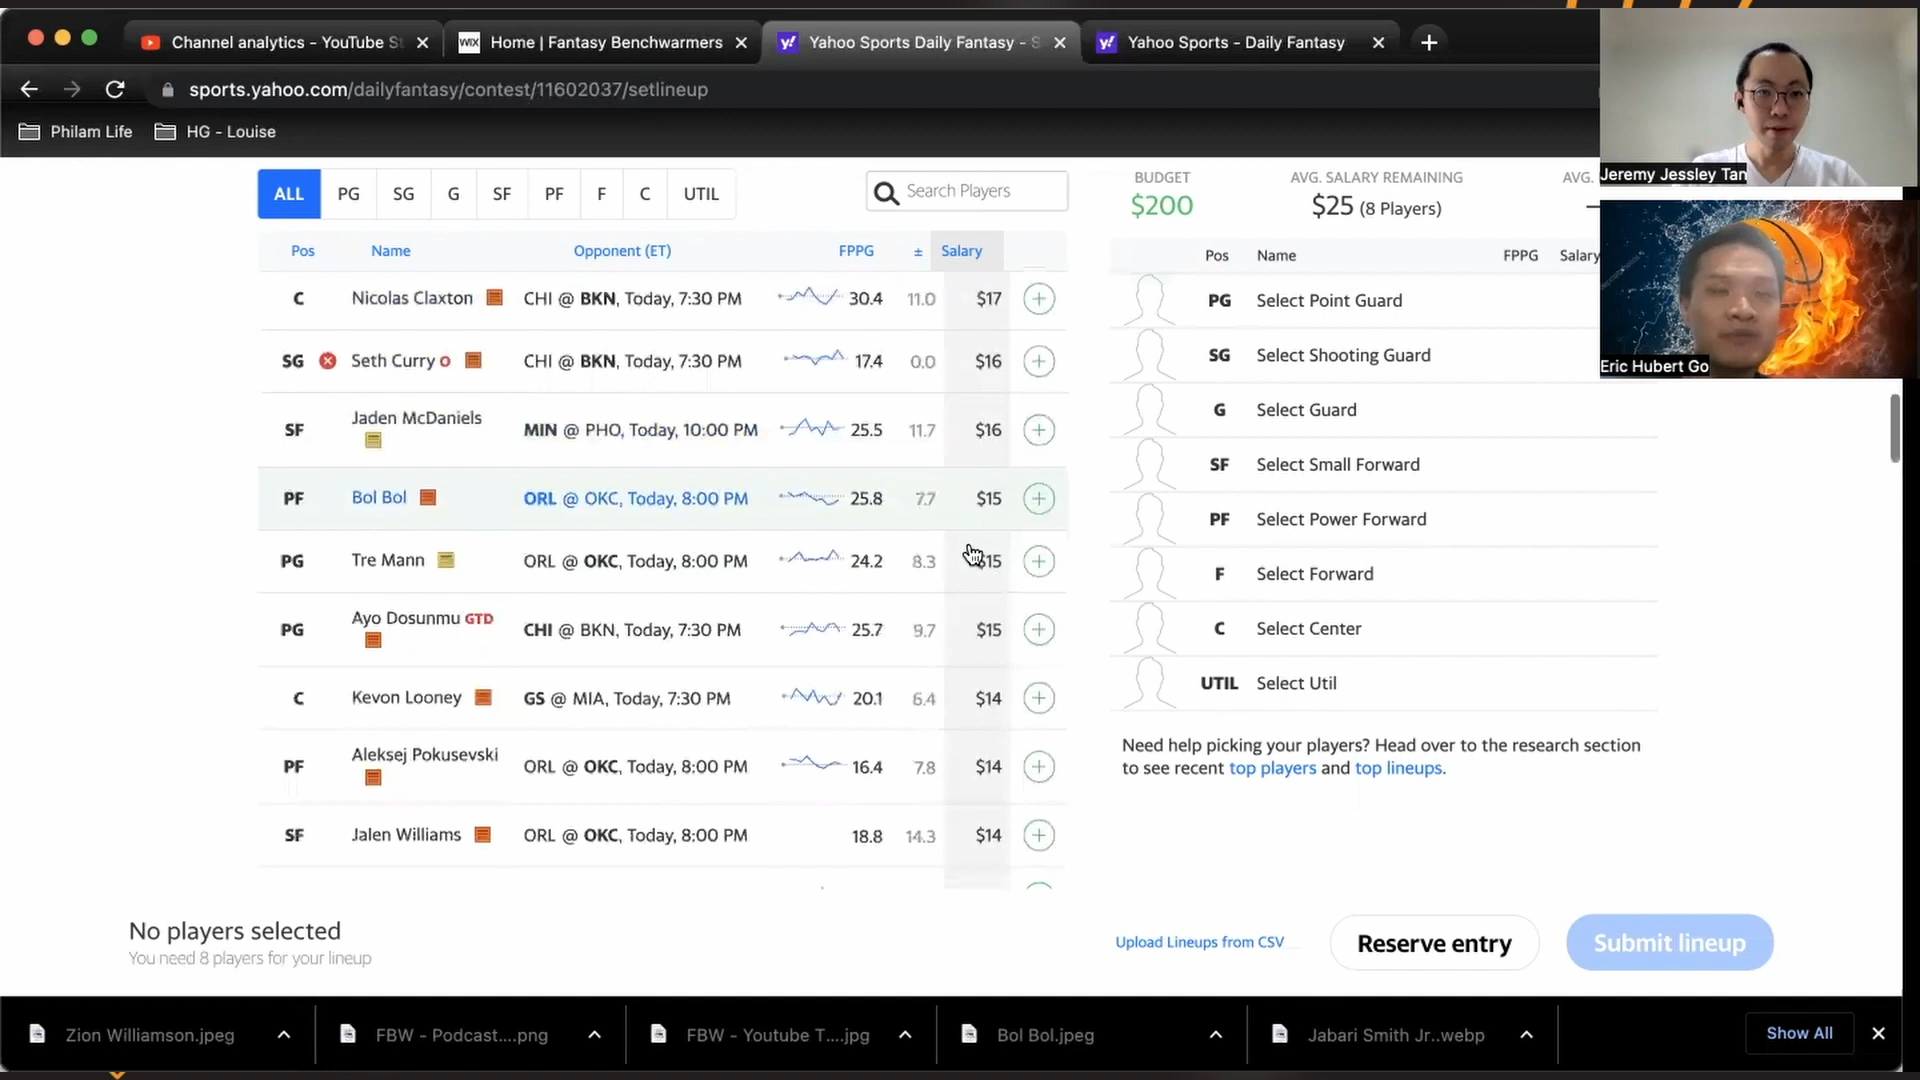 Channel analytics - YouTube S
Home | Fantasy Benchwarmers
Yahoo Sports Daily Fantasy - S
Yahoo Sports - Daily Fantasy
sports.yahoo.com/dailyfantasy/contest/11602037/setlineup
Philam Life
HG - Louise
Jeremy Jessley Tan
Eric Hubert Go
ALL PG SG G SF PF F C UTIL
Search Players
BUDGET AVG. SALARY REMAINING AVG.
$200 $25 (8 Players)
Pos Name Opponent (ET) FPPG ± Salary
C Nicolas Claxton CHI @ BKN, Today, 7:30 PM 30.4 11.0 $17
SG Seth Curry O CHI @ BKN, Today, 7:30 PM 17.4 0.0 $16
SF Jaden McDaniels MIN @ PHO, Today, 10:00 PM 25.5 11.7 $16
PF Bol Bol ORL @ OKC, Today, 8:00 PM 25.8 7.7 $15
PG Tre Mann ORL @ OKC, Today, 8:00 PM 24.2 8.3 $15
PG Ayo Dosunmu GTD CHI @ BKN, Today, 7:30 PM 25.7 9.7 $15
C Kevon Looney GS @ MIA, Today, 7:30 PM 20.1 6.4 $14
PF Aleksej Pokusevski ORL @ OKC, Today, 8:00 PM 16.4 7.8 $14
SF Jalen Williams ORL @ OKC, Today, 8:00 PM 18.8 14.3 $14
Pos Name FPPG Salary
PG Select Point Guard
SG Select Shooting Guard
G Select Guard
SF Select Small Forward
PF Select Power Forward
F Select Forward
C Select Center
UTIL Select Util
Need help picking your players? Head over to the research section
to see recent top players and top lineups.
No players selected
You need 8 players for your lineup
Upload Lineups from CSV
Reserve entry
Submit lineup
Zion Williamson.jpeg
FBW - Podcast....png
FBW - Youtube T....jpg
Bol Bol.jpeg
Jabari Smith Jr..webp
Show All